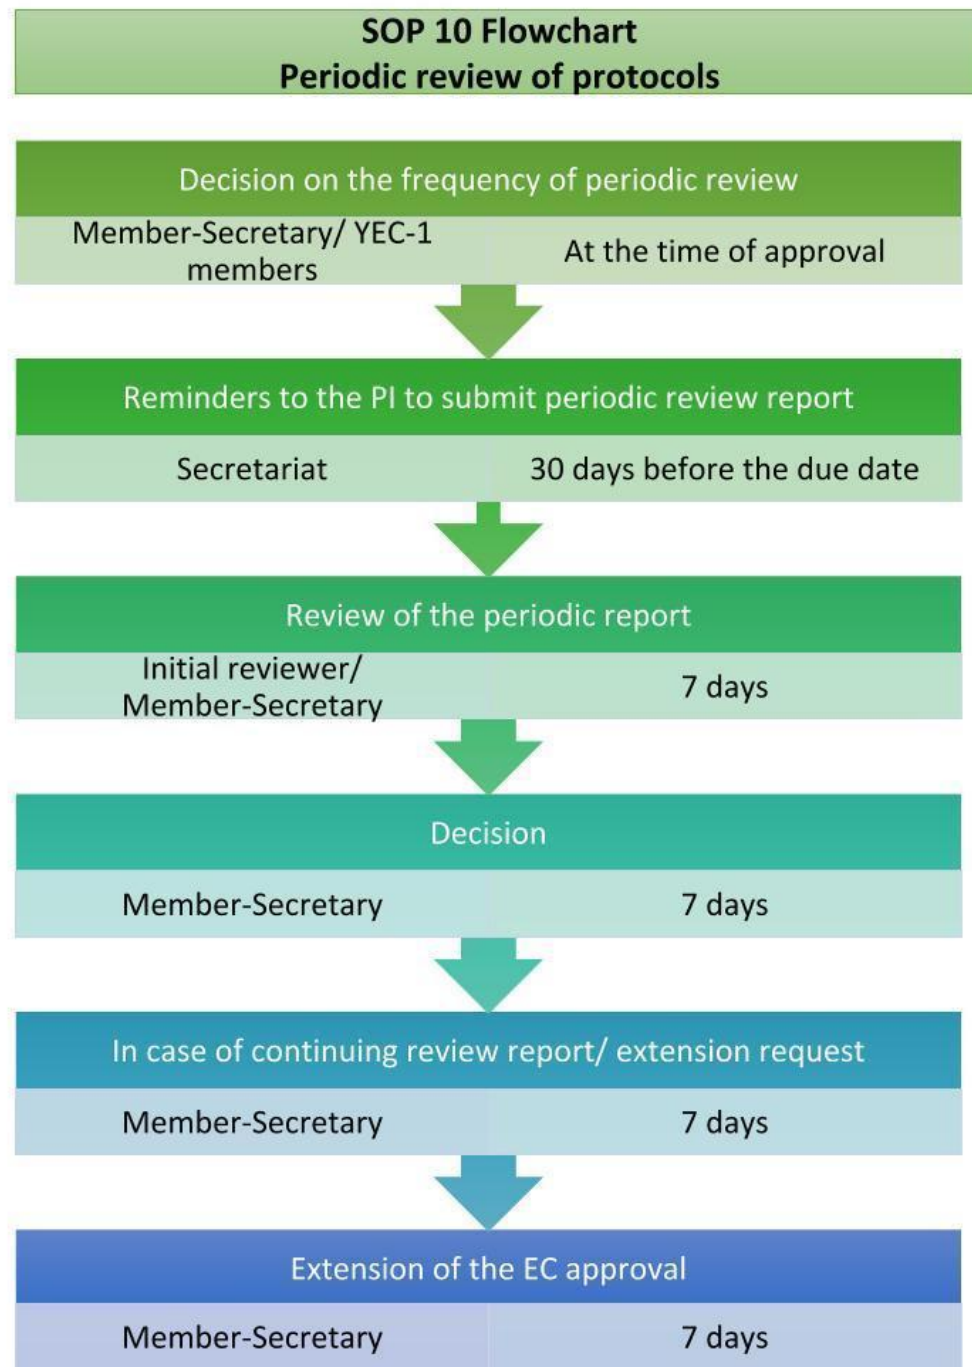 SOP 10 Flowchart
Periodic review of protocols
Decision on the frequency of periodic review
Member-Secretary/ YEC-1
members
At the time of approval
Reminders to the PI to submit periodic review report
Secretariat
30 days before the due date
Review of the periodic report
Initial reviewer/
Member-Secretary
7 days
Decision
Member-Secretary
7 days
In case of continuing review report/ extension request
Member-Secretary
7 days
Extension of the EC approval
Member-Secretary
7 days